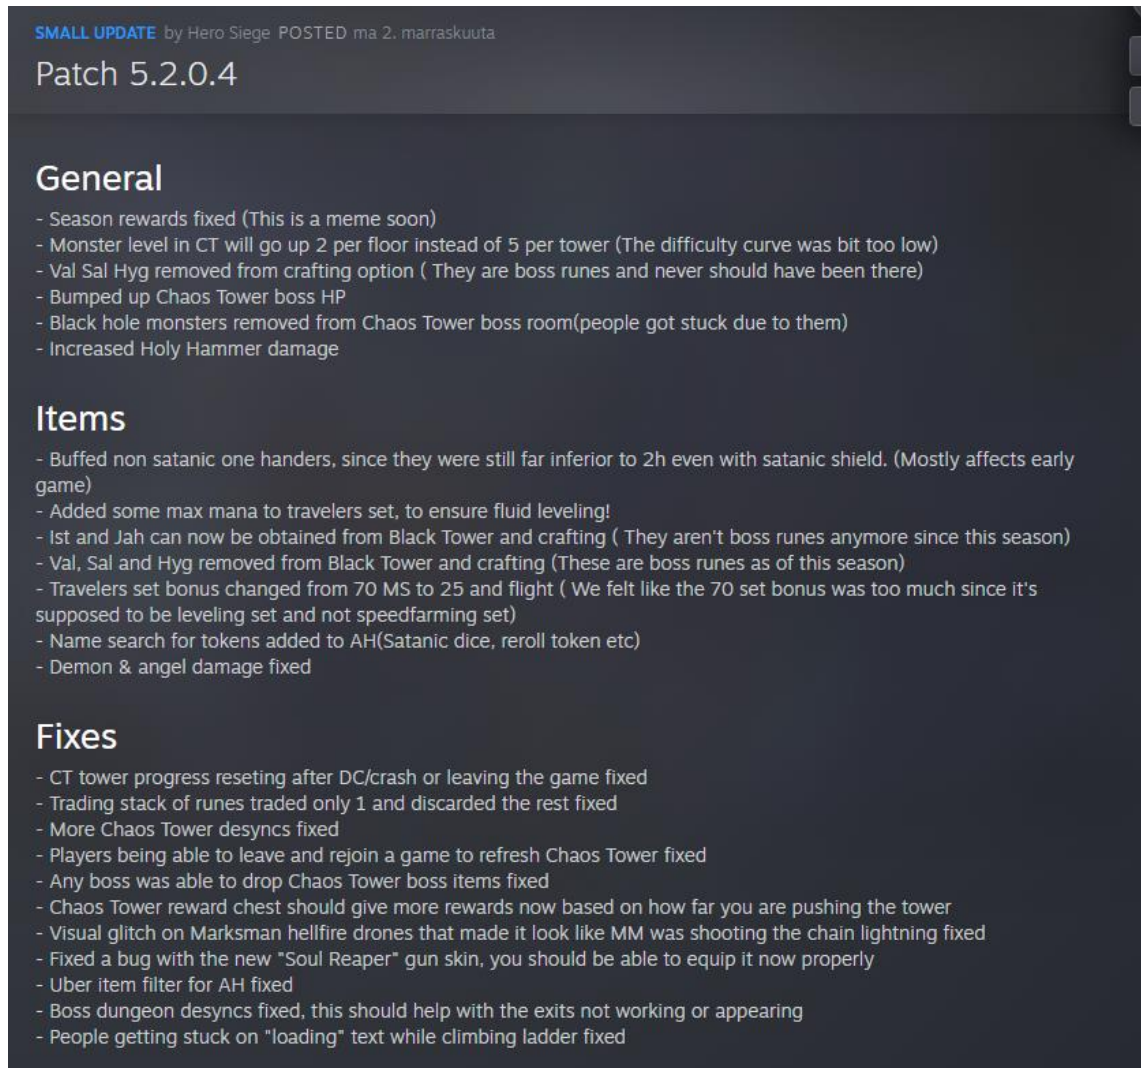 SMALL UPDATE by Hero Siege POSTED ma 2. marraskuuta
Patch 5.2.0.4
General
- Season rewards fixed (This is a meme soon)
- Monster level in CT will go up 2 per floor instead of 5 per tower (The difficulty curve was bit too low)
- Val Sal Hyg removed from crafting option ( They are boss runes and never should have been there)
- Bumped up Chaos Tower boss HP
- Black hole monsters removed from Chaos Tower boss room(people got stuck due to them)
- Increased Holy Hammer damage
Items
- Buffed non satanic one handers, since they were still far inferior to 2h even with satanic shield. (Mostly affects early
game)
- Added some max mana to travelers set, to ensure fluid leveling!
- Ist and Jah can now be obtained from Black Tower and crafting ( They aren't boss runes anymore since this season)
- Val, Sal and Hyg removed from Black Tower and crafting (These are boss runes as of this season)
- Travelers set bonus changed from 70 MS to 25 and flight ( We felt like the 70 set bonus was too much since it's
supposed to be leveling set and not speedfarming set)
- Name search for tokens added to AH(Satanic dice, reroll token etc)
- Demon & angel damage fixed
Fixes
- CT tower progress reseting after DC/crash or leaving the game fixed
- Trading stack of runes traded only 1 and discarded the rest fixed
- More Chaos Tower desyncs fixed
- Players being able to leave and rejoin a game to refresh Chaos Tower fixed
- Any boss was able to drop Chaos Tower boss items fixed
- Chaos Tower reward chest should give more rewards now based on how far you are pushing the tower
- Visual glitch on Marksman hellfire drones that made it look like MM was shooting the chain lightning fixed
- Fixed a bug with the new "Soul Reaper" gun skin, you should be able to equip it now properly
- Uber item filter for AH fixed
- Boss dungeon desyncs fixed, this should help with the exits not working or appearing
- People getting stuck on "loading" text while climbing ladder fixed